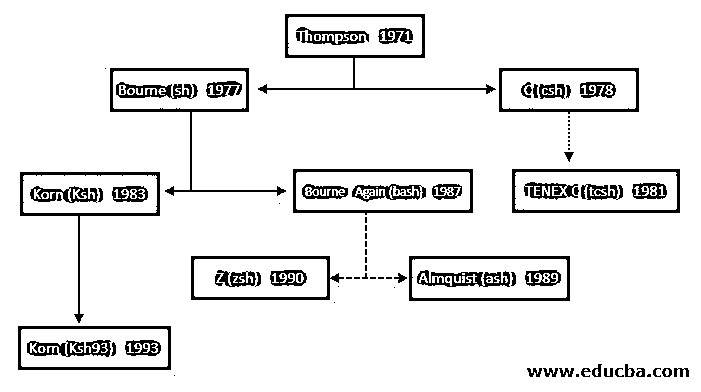 Thompson 1971
Bourne (sh) 1977
C (csh) 1978
Korn (Ksh) 1983
Bourne Again (bash) 1987
TENEX C (tcsh) 1981
Z (zsh) 1990
Almquist (ash) 1989
Korn (Ksh93) 1993
www.educba.com